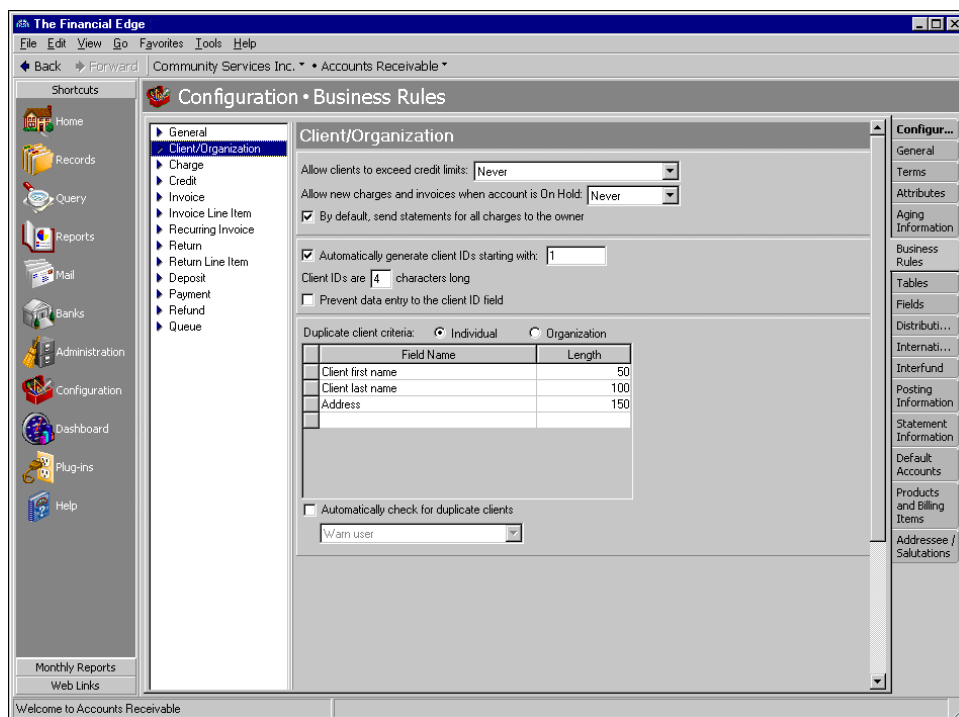 The Financial Edge
File Edit View Go Favorites Tools Help
Back Forward Community Services Inc. • Accounts Receivable
Shortcuts
Home
Records
Query
Reports
Mail
Banks
Administration
Configuration
Dashboard
Plug-ins
Help
Monthly Reports
Web Links
Configuration • Business Rules
General
Client/Organization
Charge
Credit
Invoice
Invoice Line Item
Recurring Invoice
Return
Return Line Item
Deposit
Payment
Refund
Queue
Client/Organization
Allow clients to exceed credit limits: Never
Allow new charges and invoices when account is On Hold: Never
By default, send statements for all charges to the owner
Automatically generate client IDs starting with: 1
Client IDs are 4 characters long
Prevent data entry to the client ID field
Duplicate client criteria: Individual Organization
Field Name Length
Client first name 50
Client last name 100
Address 150
Automatically check for duplicate clients
Warn user
Configur...
General
Terms
Attributes
Aging
Information
Business
Rules
Tables
Fields
Distributi...
Internati...
Interfund
Posting
Information
Statement
Information
Default
Accounts
Products
and Billing
Items
Addressee /
Salutations
Welcome to Accounts Receivable